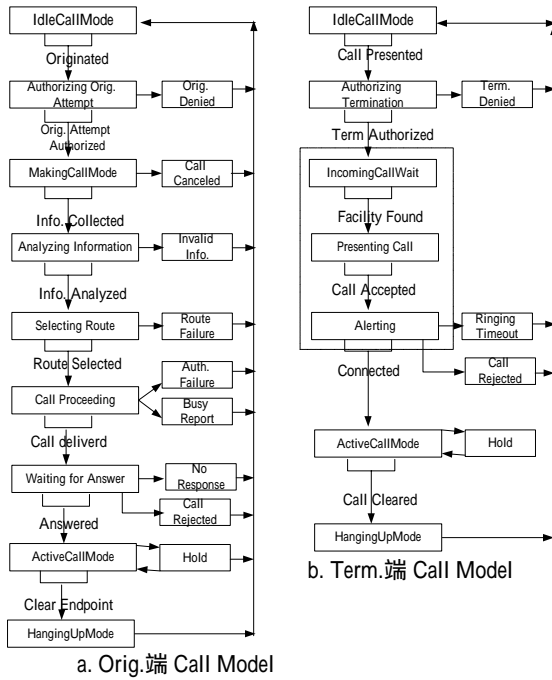 IdleCallMode
Originated
Authorizing Orig.
Attempt
Orig.
Denied
Orig. Attempt
Authorized
MakingCallMode
Call
Canceled
Info. Collected
Analyzing Information
Invalid
Info.
Info. Analyzed
Selecting Route
Route
Failure
Route Selected
Auth.
Failure
Call Proceeding
Busy
Report
Call deliverd
Waiting for Answer
No
Response
Call
Rejected
Answered
ActiveCallMode
Hold
Clear Endpoint
HangingUpMode
a. Orig.端 Call Model
IdleCallMode
Call Presented
Authorizing
Termination
Term.
Denied
Term Authorized
IncomingCallWait
Facility Found
Presenting Call
Call Accepted
Alerting
Ringing
Timeout
Call
Rejected
Connected
ActiveCallMode
Hold
Call Cleared
HangingUpMode
b. Term.端 Call Model